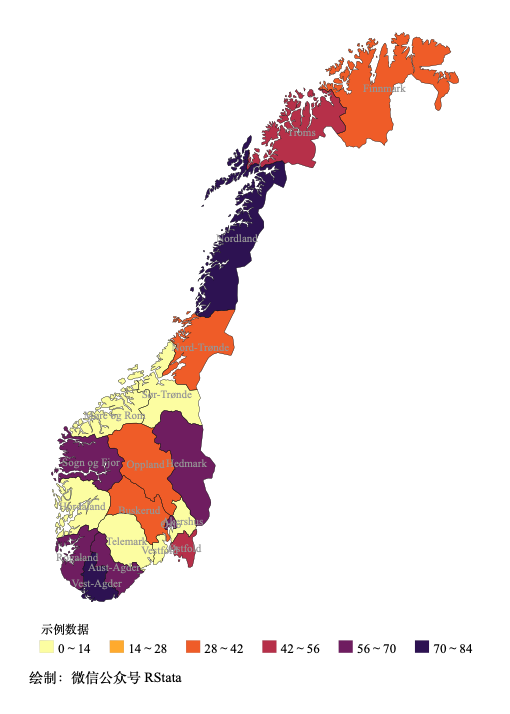 Finnmark
Troms
Nordland
Nord-Trønde
Sør-Trønde
Møre og Rom
Sogn og Fjor
Oppland
Hedmark
Hordaland
Buskerud
Akershus
Telemark
Vestfold
Østfold
Rogaland
Aust-Agder
Vest-Agder
示例数据
0 ~ 14 14 ~ 28 28 ~ 42 42 ~ 56 56 ~ 70 70 ~ 84
绘制：微信公众号 RStata